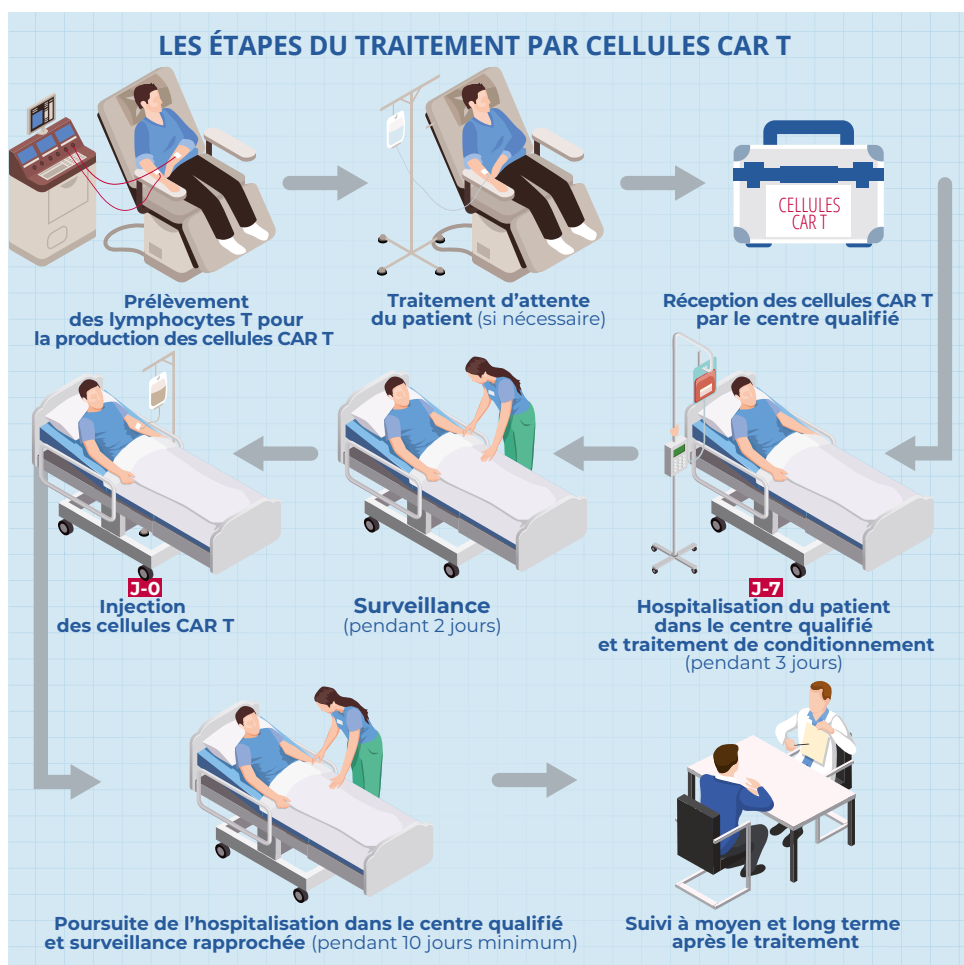 LES ÉTAPES DU TRAITEMENT PAR CELLULES CAR T
CELLULES
CAR T
Prélèvement
des lymphocytes T pour
la production des cellules CAR T
Traitement d’attente
du patient (si nécessaire)
Réception des cellules CAR T
par le centre qualifié
J-7
Hospitalisation du patient
dans le centre qualifié
et traitement de conditionnement
(pendant 3 jours)
Surveillance
(pendant 2 jours)
J-0
Injection
des cellules CAR T
Poursuite de l’hospitalisation dans le centre qualifié
et surveillance rapprochée (pendant 10 jours minimum)
Suivi à moyen et long terme
après le traitement